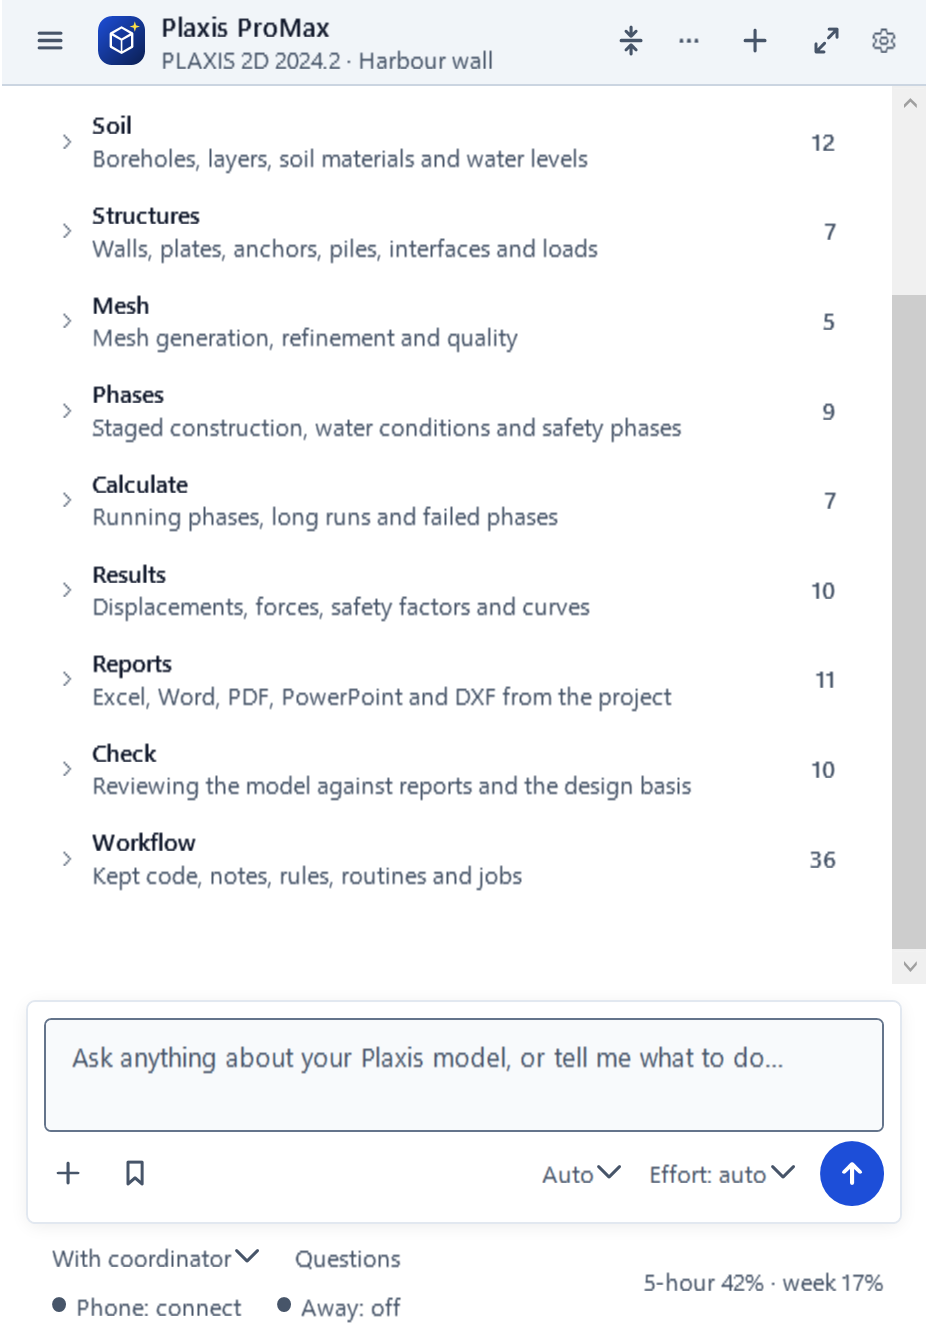 Plaxis ProMax
PLAXIS 2D 2024.2 · Harbour wall
Soil
Boreholes, layers, soil materials and water levels
12
Structures
Walls, plates, anchors, piles, interfaces and loads
7
Mesh
Mesh generation, refinement and quality
5
Phases
Staged construction, water conditions and safety phases
9
Calculate
Running phases, long runs and failed phases
7
Results
Displacements, forces, safety factors and curves
10
Reports
Excel, Word, PDF, PowerPoint and DXF from the project
11
Check
Reviewing the model against reports and the design basis
10
Workflow
Kept code, notes, rules, routines and jobs
36
Ask anything about your Plaxis model, or tell me what to do...
Auto
Effort: auto
With coordinator
Questions
5-hour 42% · week 17%
Phone: connect
Away: off